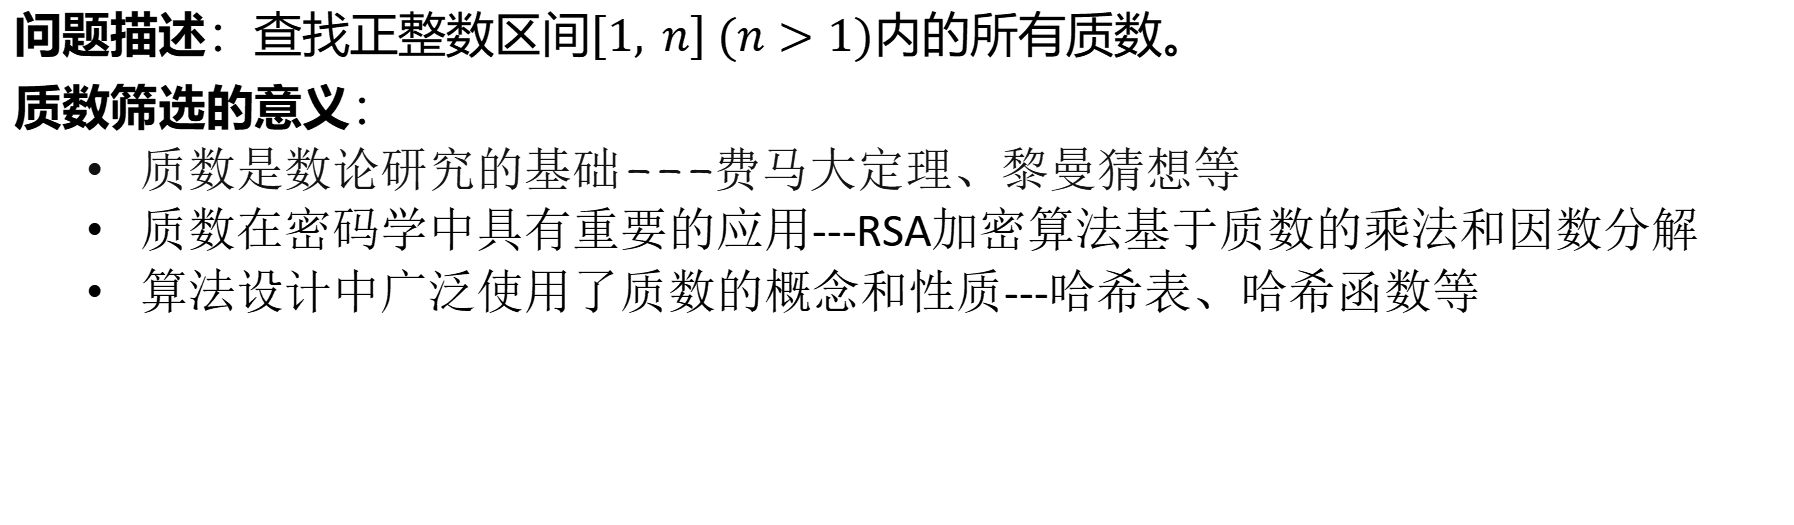 问题描述：查找正整数区间[1, n] (n > 1)内的所有质数。
质数筛选的意义：
• 质数是数论研究的基础---费马大定理、黎曼猜想等
• 质数在密码学中具有重要的应用---RSA加密算法基于质数的乘法和因数分解
• 算法设计中广泛使用了质数的概念和性质---哈希表、哈希函数等